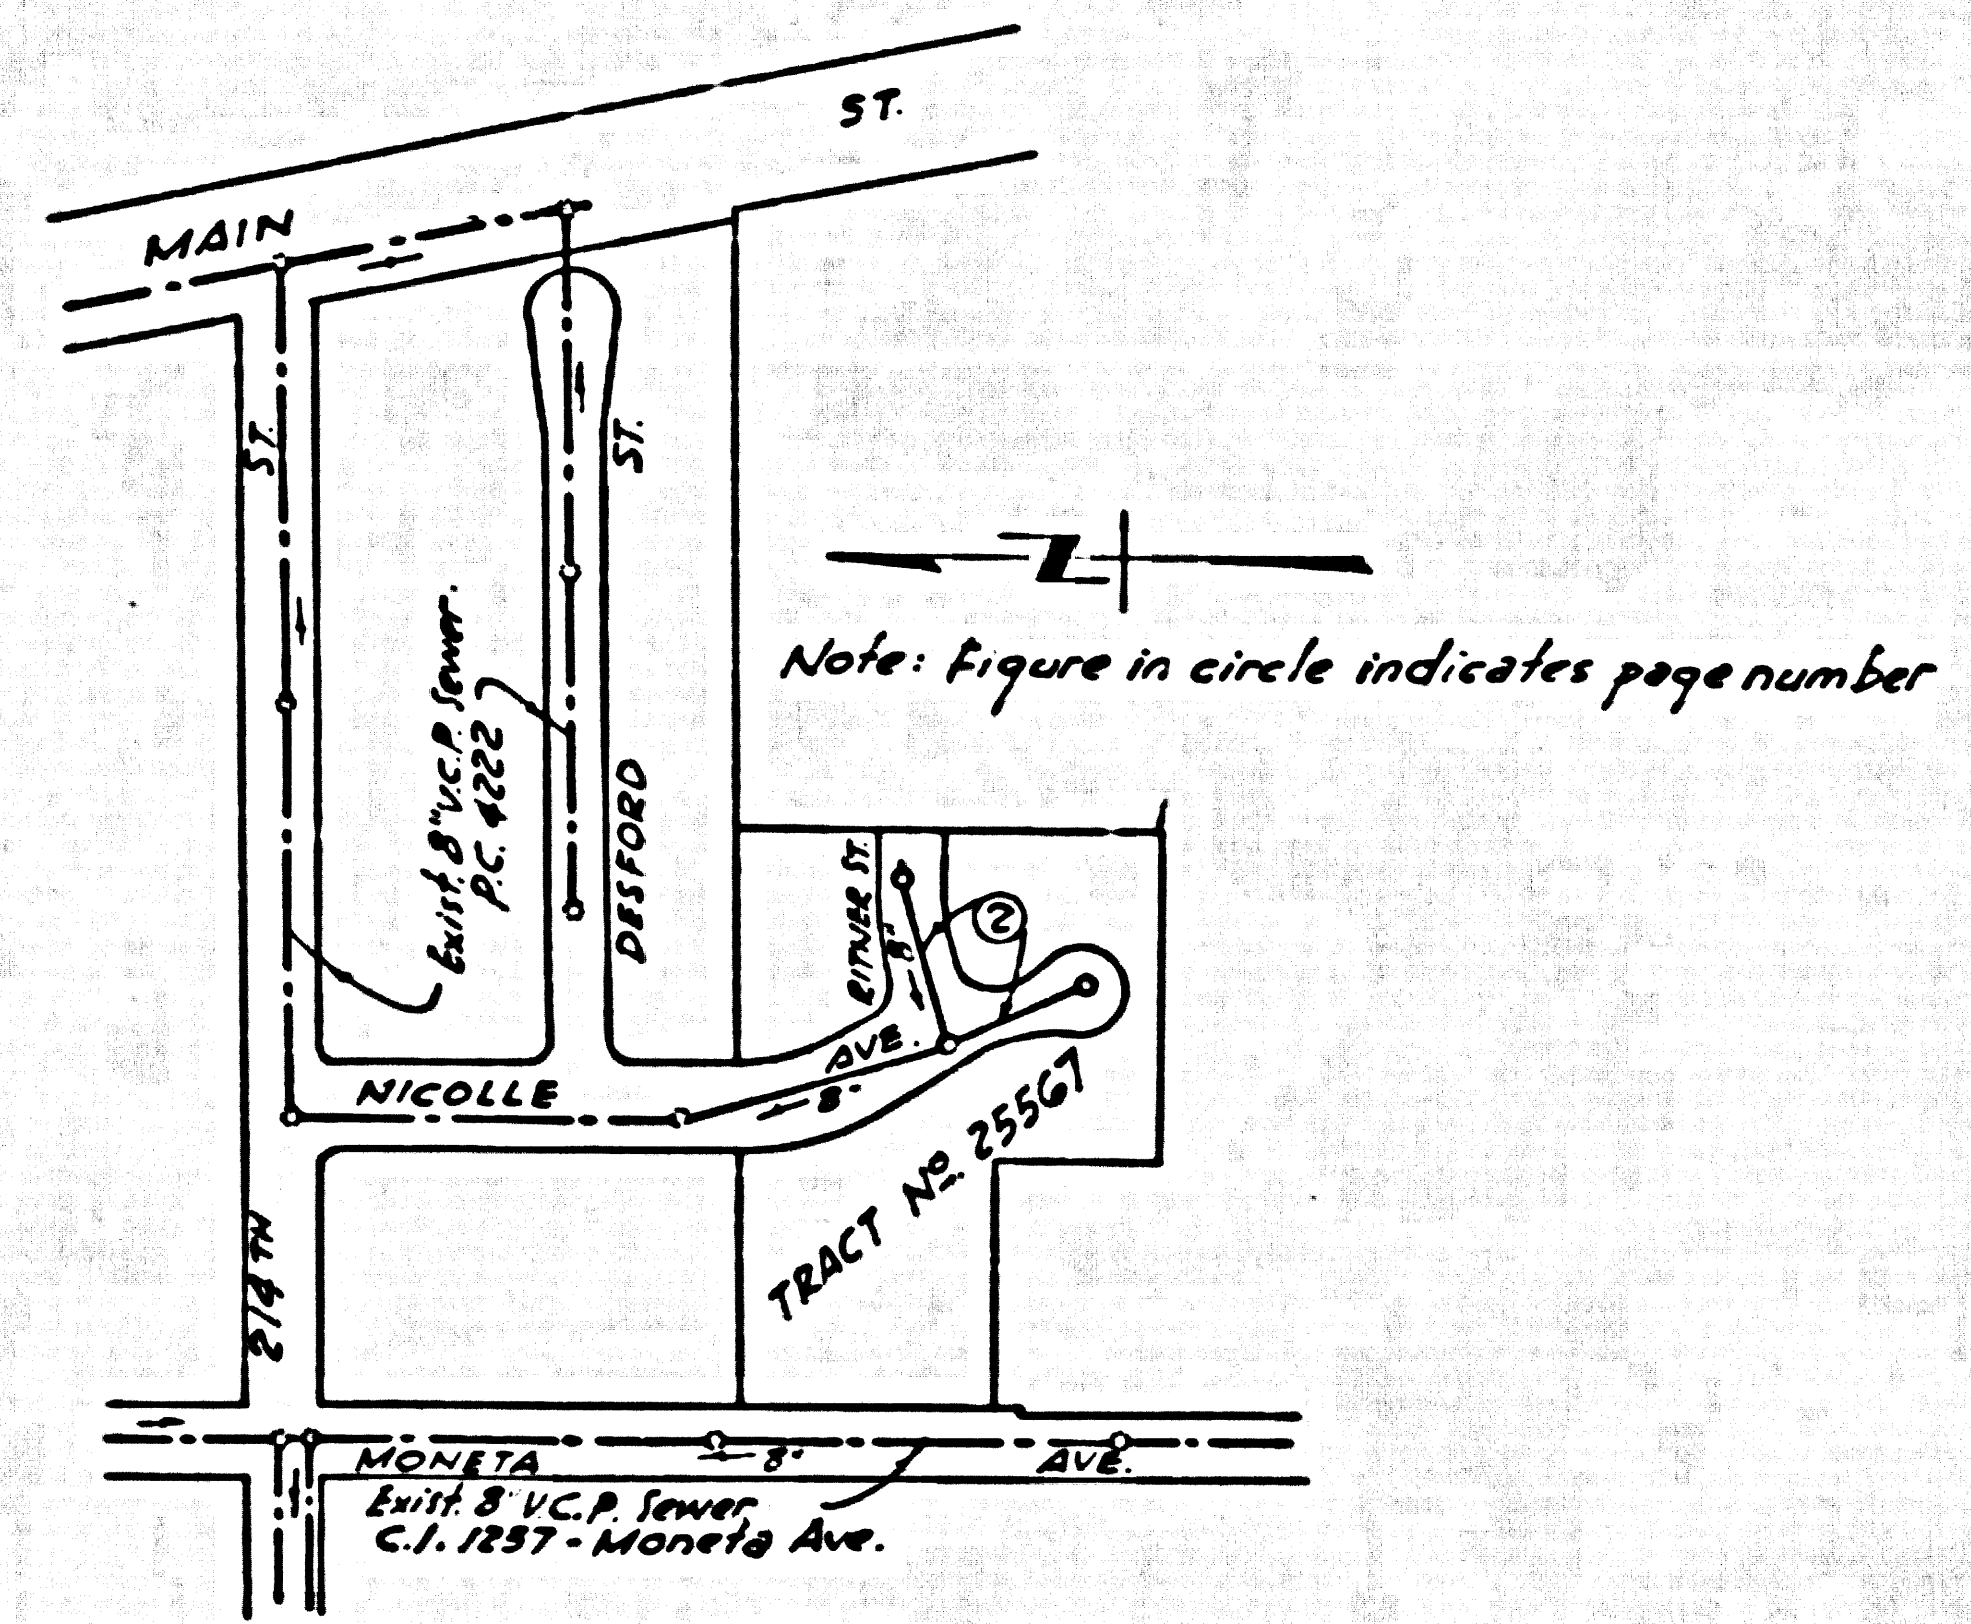 ST.
MAIN
ST.
ST.
Exist. 8" V.C.P. Sewer.
P.C. 4222
DESFORD
Z
Note: Figure in circle indicates page number
RITNER ST.
8"
2
AVE.
NICOLLE
8"
TRACT No. 25567
214TH
MONETA
8"
AVE.
Exist. 8" V.C.P. Sewer
C.I. 1257 - Moneta Ave.